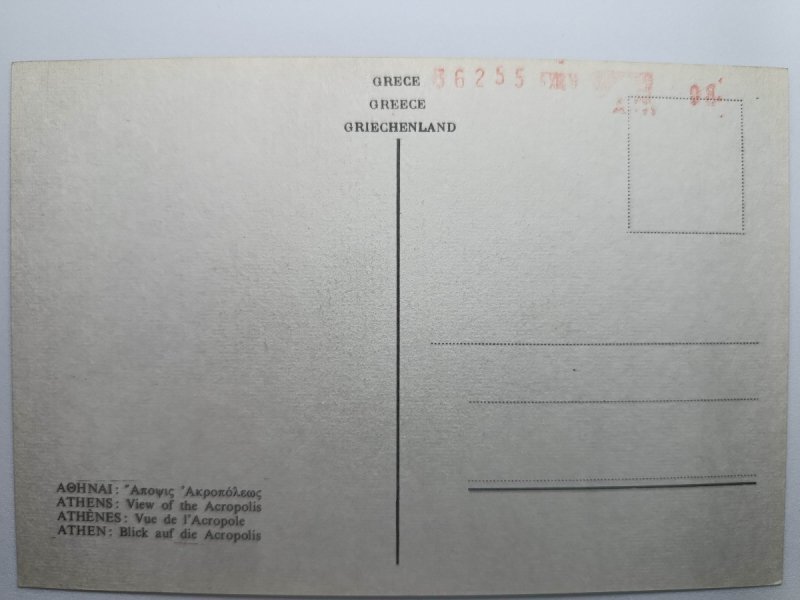 GRECE
GREECE
GRIECHENLAND
36255
ΑΘΗΝΑΙ: Ἄποψις Ἀκροπόλεως
ATHENS: View of the Acropolis
ATHÈNES: Vue de l'Acropole
ATHEN: Blick auf die Acropolis